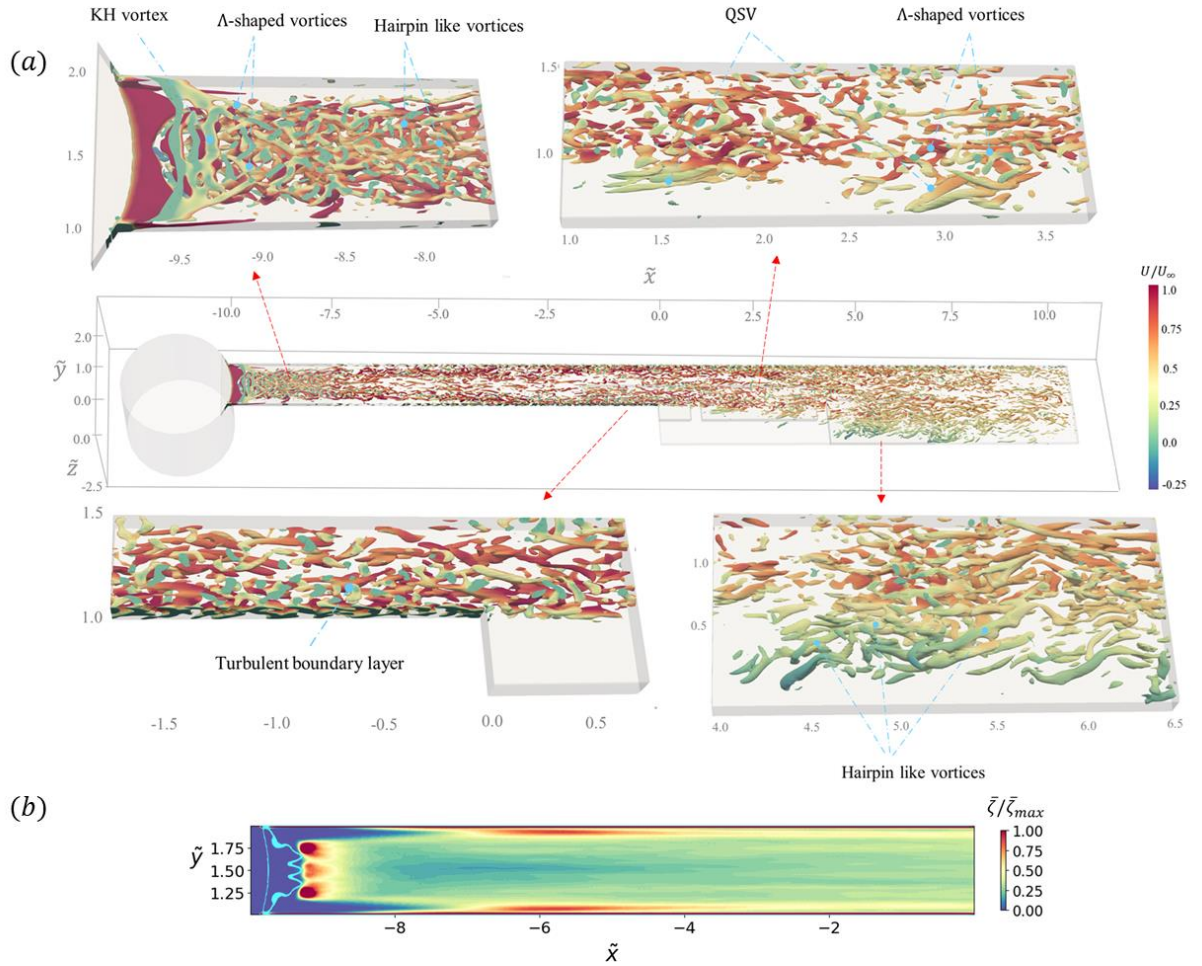 KH vortex
Λ-shaped vortices
Hairpin like vortices
QSV
Λ-shaped vortices
(a)
2.0
1.5
1.0
-9.5 -9.0 -8.5 -8.0
1.5
1.0
1.0 1.5 2.0 2.5 3.0 3.5
x̃
U/U∞
1.0
0.75
0.5
0.25
0.0
-0.25
-10.0 -7.5 -5.0 -2.5 0.0 2.5 5.0 7.5 10.0
2.0
ỹ 1.0
0.0
0.0
z̃
-2.5
1.5
1.0
Turbulent boundary layer
-1.5 -1.0 -0.5 0.0 0.5
1.0
0.5
4.0 4.5 5.0 5.5 6.0 6.5
Hairpin like vortices
(b)
ỹ
1.75
1.50
1.25
-8 -6 -4 -2
x̃
ζ̄/ζ̄max
1.00
0.75
0.50
0.25
0.00